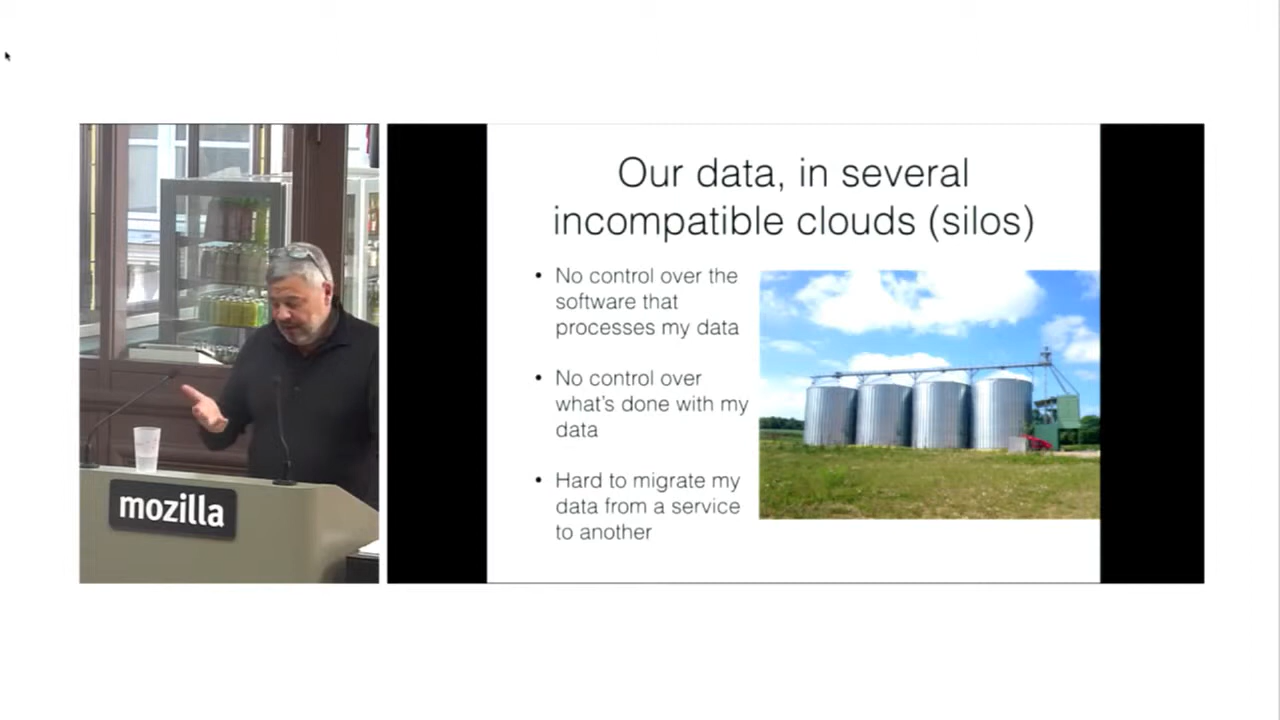 Our data, in several
incompatible clouds (silos)
• No control over the
software that
processes my data
• No control over
what's done with my
data
• Hard to migrate my
data from a service
to another
mozilla